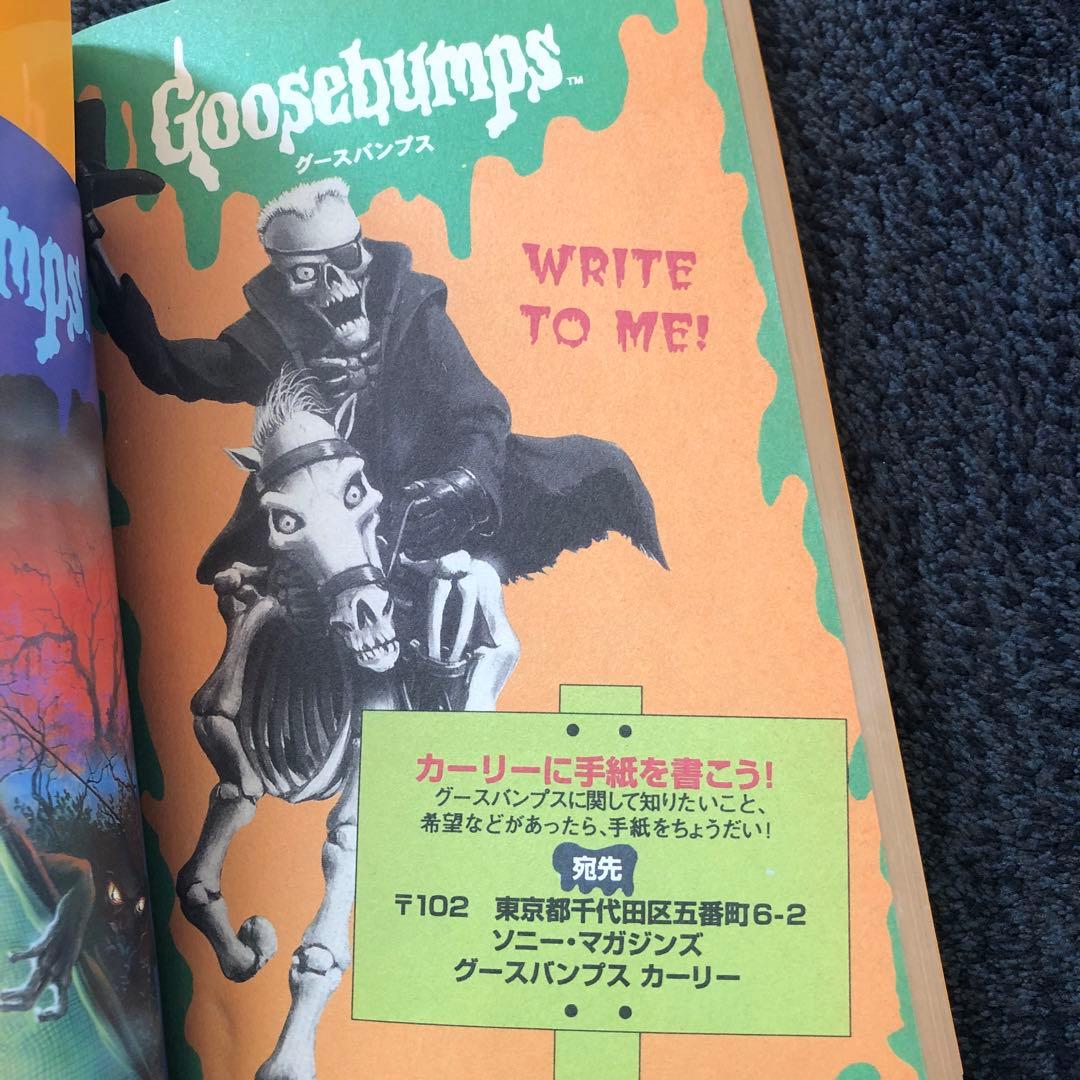 Goosebumps™
グースバンプス
WRITE
TO ME!
umps
カーリーに手紙を書こう!
グースバンプスに関して知りたいこと、
希望などがあったら、手紙をちょうだい!
宛先
〒102 東京都千代田区五番町6-2
ソニー・マガジンズ
グースバンプス カーリー